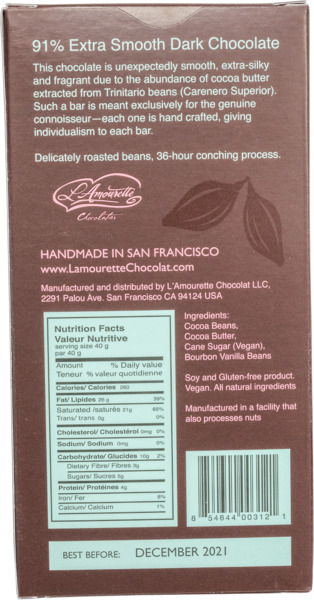 91% Extra Smooth Dark Chocolate
This chocolate is unexpectedly smooth, extra-silky
and fragrant due to the abundance of cocoa butter
extracted from Trinitario beans (Carenero Superior).
Such a bar is meant exclusively for the genuine
connoisseur—each one is hand crafted, giving
individualism to each bar.
Delicately roasted beans, 36-hour conching process.
L'Amourette
Chocolatier
HANDMADE IN SAN FRANCISCO
www.LamouretteChocolat.com
Manufactured and distributed by L'Amourette Chocolat LLC,
2291 Palou Ave. San Francisco CA 94124 USA
Nutrition Facts
Valeur Nutritive
serving size 40 g
par 40 g
Amount % Daily value
Teneur % valeur quotidienne
Calories/ Calories 260
Fat/ Lipides 26 g 39%
Saturated /saturés 21g 66%
Trans/ trans 0g 0%
Cholesterol/ Cholestérol 0mg 0%
Sodium/ Sodium 0mg 0%
Carbohydrate/ Glucides 10g 2%
Dietary Fibre/ Fibres 3g
Sugars/ Sucres 5g
Protein/ Protéines 4g
Iron/ Fer 8%
Calcium/ Calcium 1%
Ingredients:
Cocoa Beans,
Cocoa Butter,
Cane Sugar (Vegan),
Bourbon Vanilla Beans
Soy and Gluten-free product.
Vegan. All natural ingredients
Manufactured in a facility that
also processes nuts
8 54644 00312 1
BEST BEFORE: DECEMBER 2021